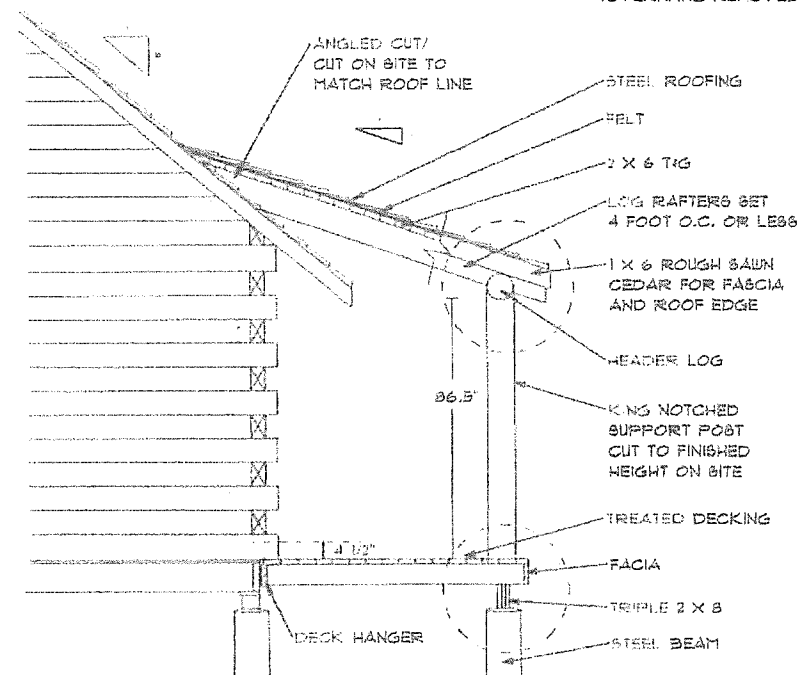 ANGLED CUT/
CUT ON SITE TO
MATCH ROOF LINE
STEEL ROOFING
FELT
2 X 6 T&G
LOG RAFTERS SET
4 FOOT O.C. OR LESS
1 X 6 ROUGH SAWN
CEDAR FOR FASCIA
AND ROOF EDGE
HEADER LOG
86.5"
KING NOTCHED
SUPPORT POST
CUT TO FINISHED
HEIGHT ON SITE
TREATED DECKING
4 1/2"
FACIA
TRIPLE 2 X 8
DECK HANGER
STEEL BEAM